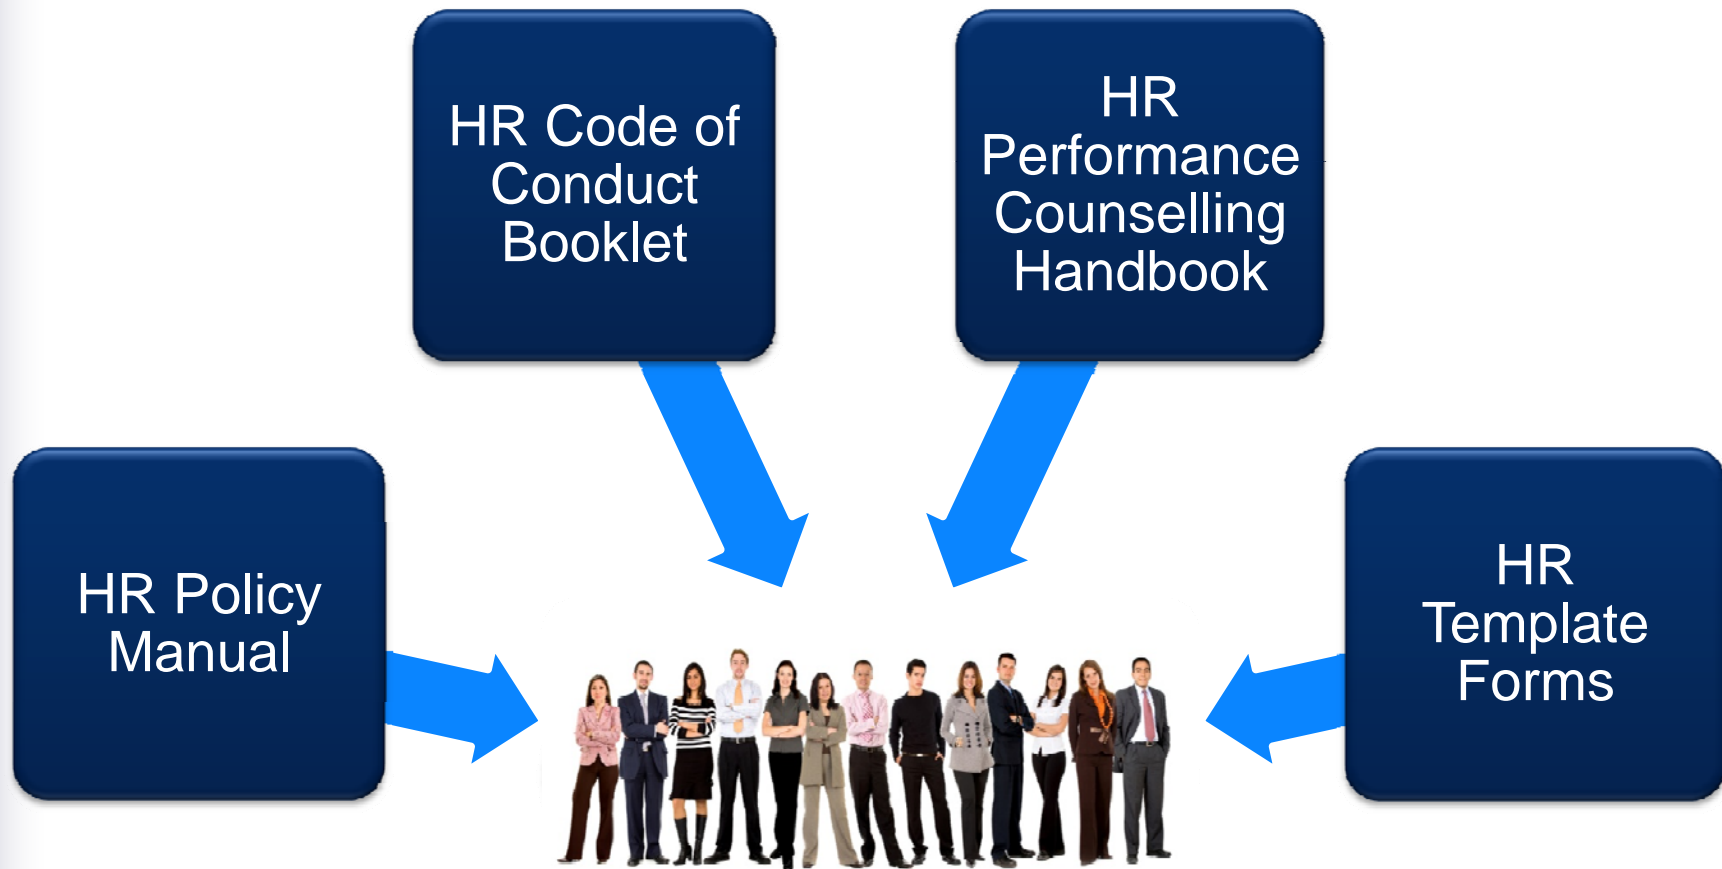 HR Code of
Conduct
Booklet
HR
Performance
Counselling
Handbook
HR Policy
Manual
HR
Template
Forms